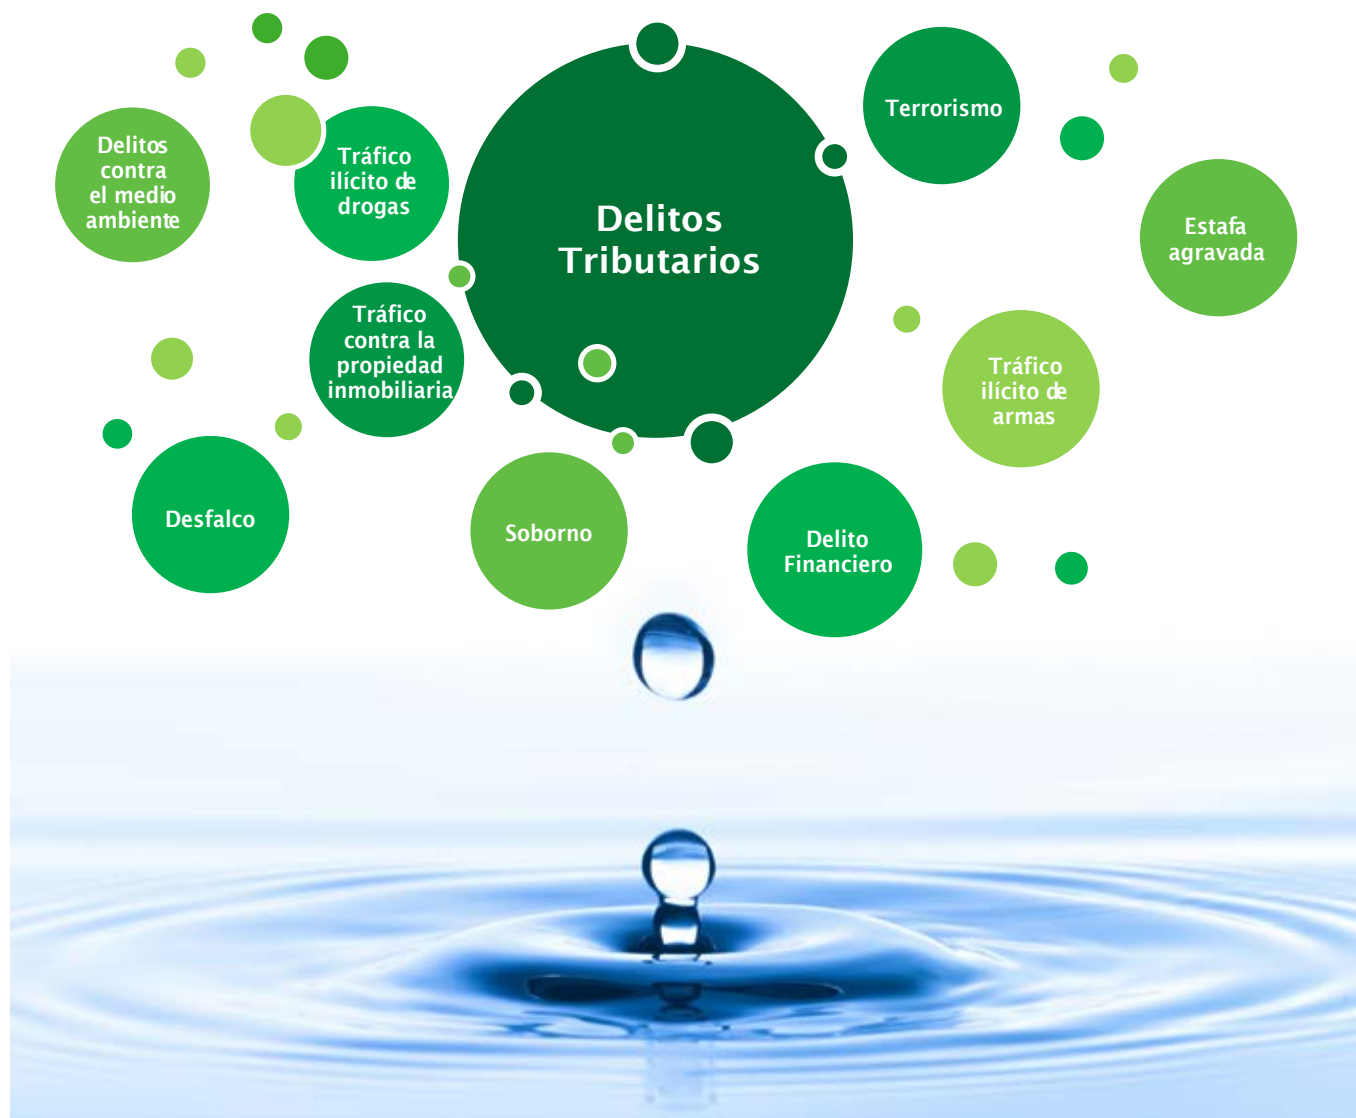 Delitos
contra
el medio
ambiente
Tráfico
ilícito de
drogas
Delitos
Tributarios
Terrorismo
Estafa
agravada
Tráfico
contra la
propiedad
inmobiliaria
Tráfico
ilícito de
armas
Desfalco
Soborno
Delito
Financiero